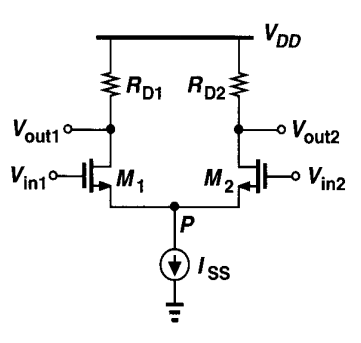 V_DD
R_D1 R_D2
V_out1 V_out2
V_in1 M_1 M_2 V_in2
P
I_SS